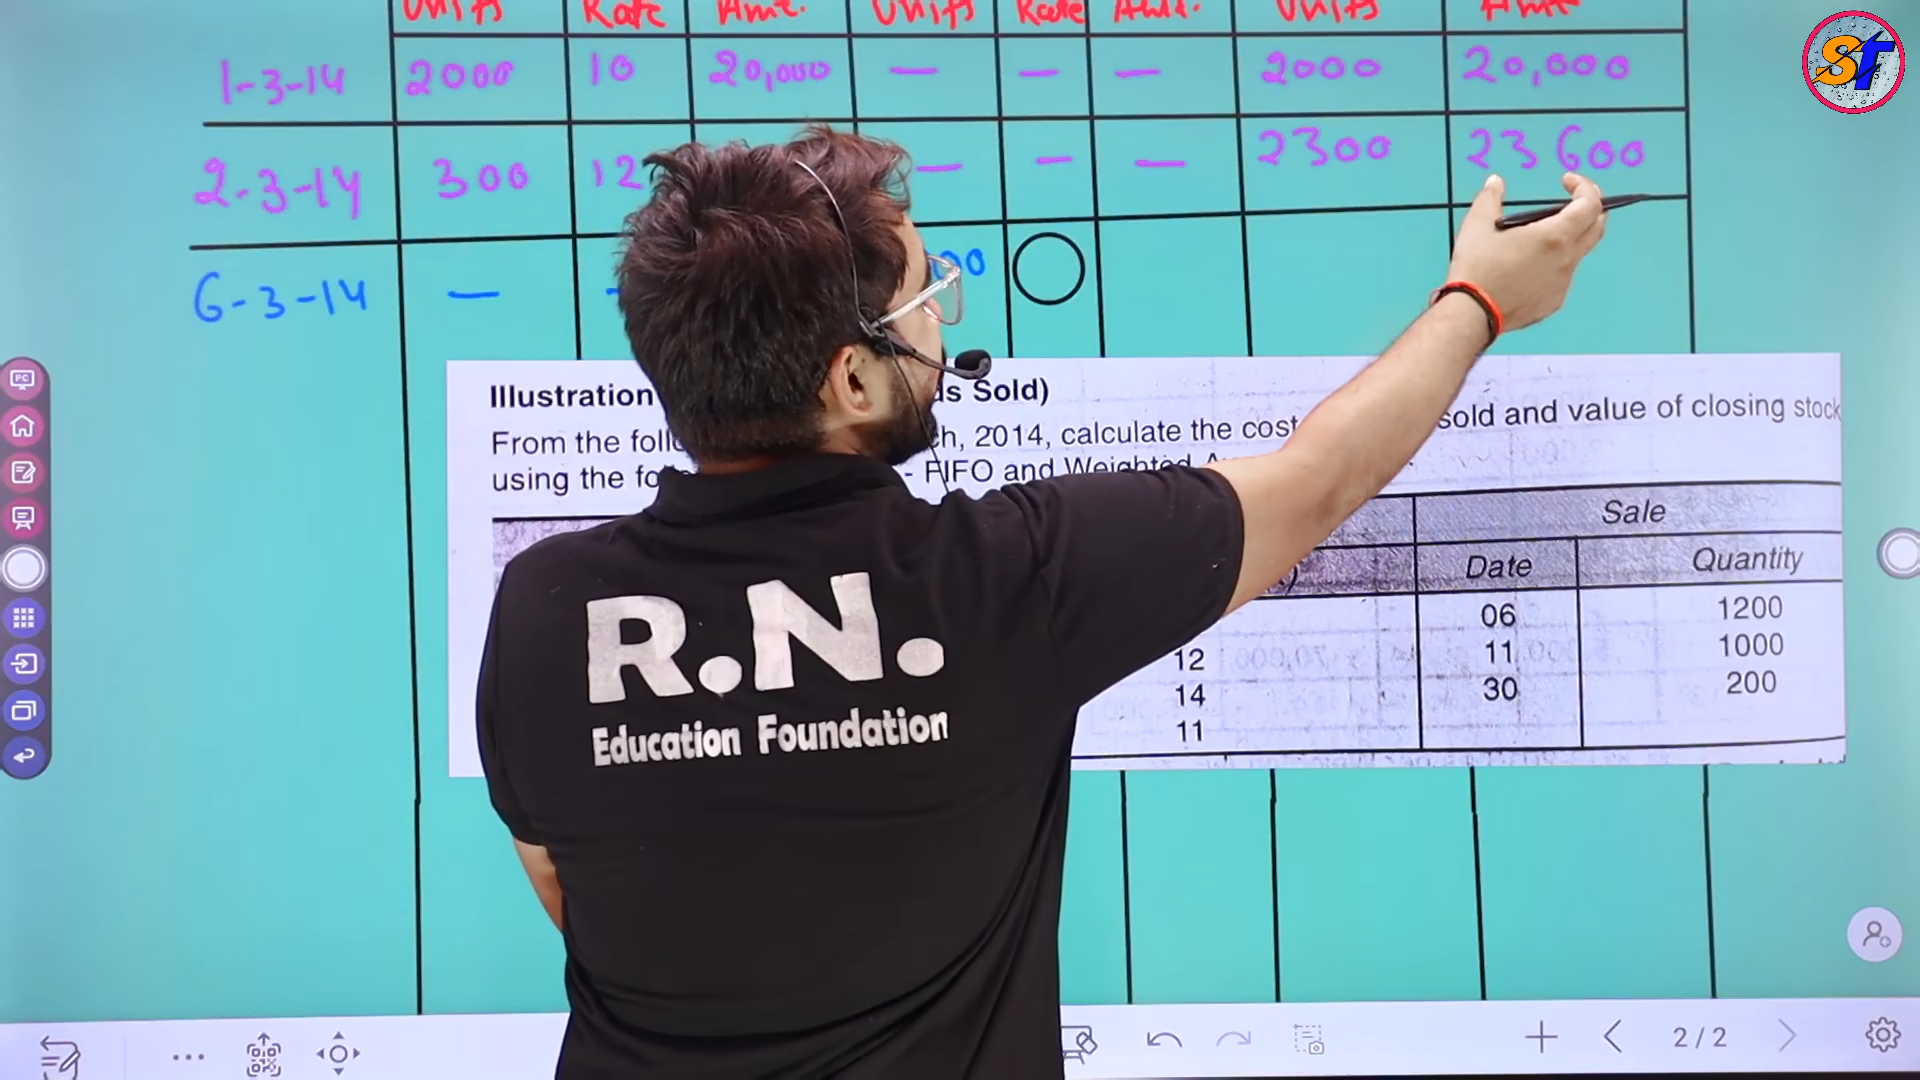 Units Rate Amt. Units Rate Amt. Units Amt
1-3-14 2000 10 20,000 — — — 2000 20,000
2-3-14 300 12 — — — 2300 23600
6-3-14 — 00
Illustration s Sold)
From the h, 2014, calculate the cost sold and value of closing stock
using the - FIFO and Weighted
Sale
Date Quantity
06 1200
12 11 1000
14 30 200
11
R.N.
Education Foundation
ST
PC
2/2